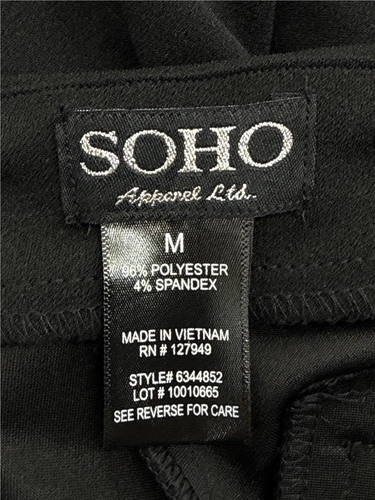 SOHO
Apparel Ltd.
M
96% POLYESTER
4% SPANDEX
MADE IN VIETNAM
RN # 127949
STYLE# 6344852
LOT # 10010665
SEE REVERSE FOR CARE